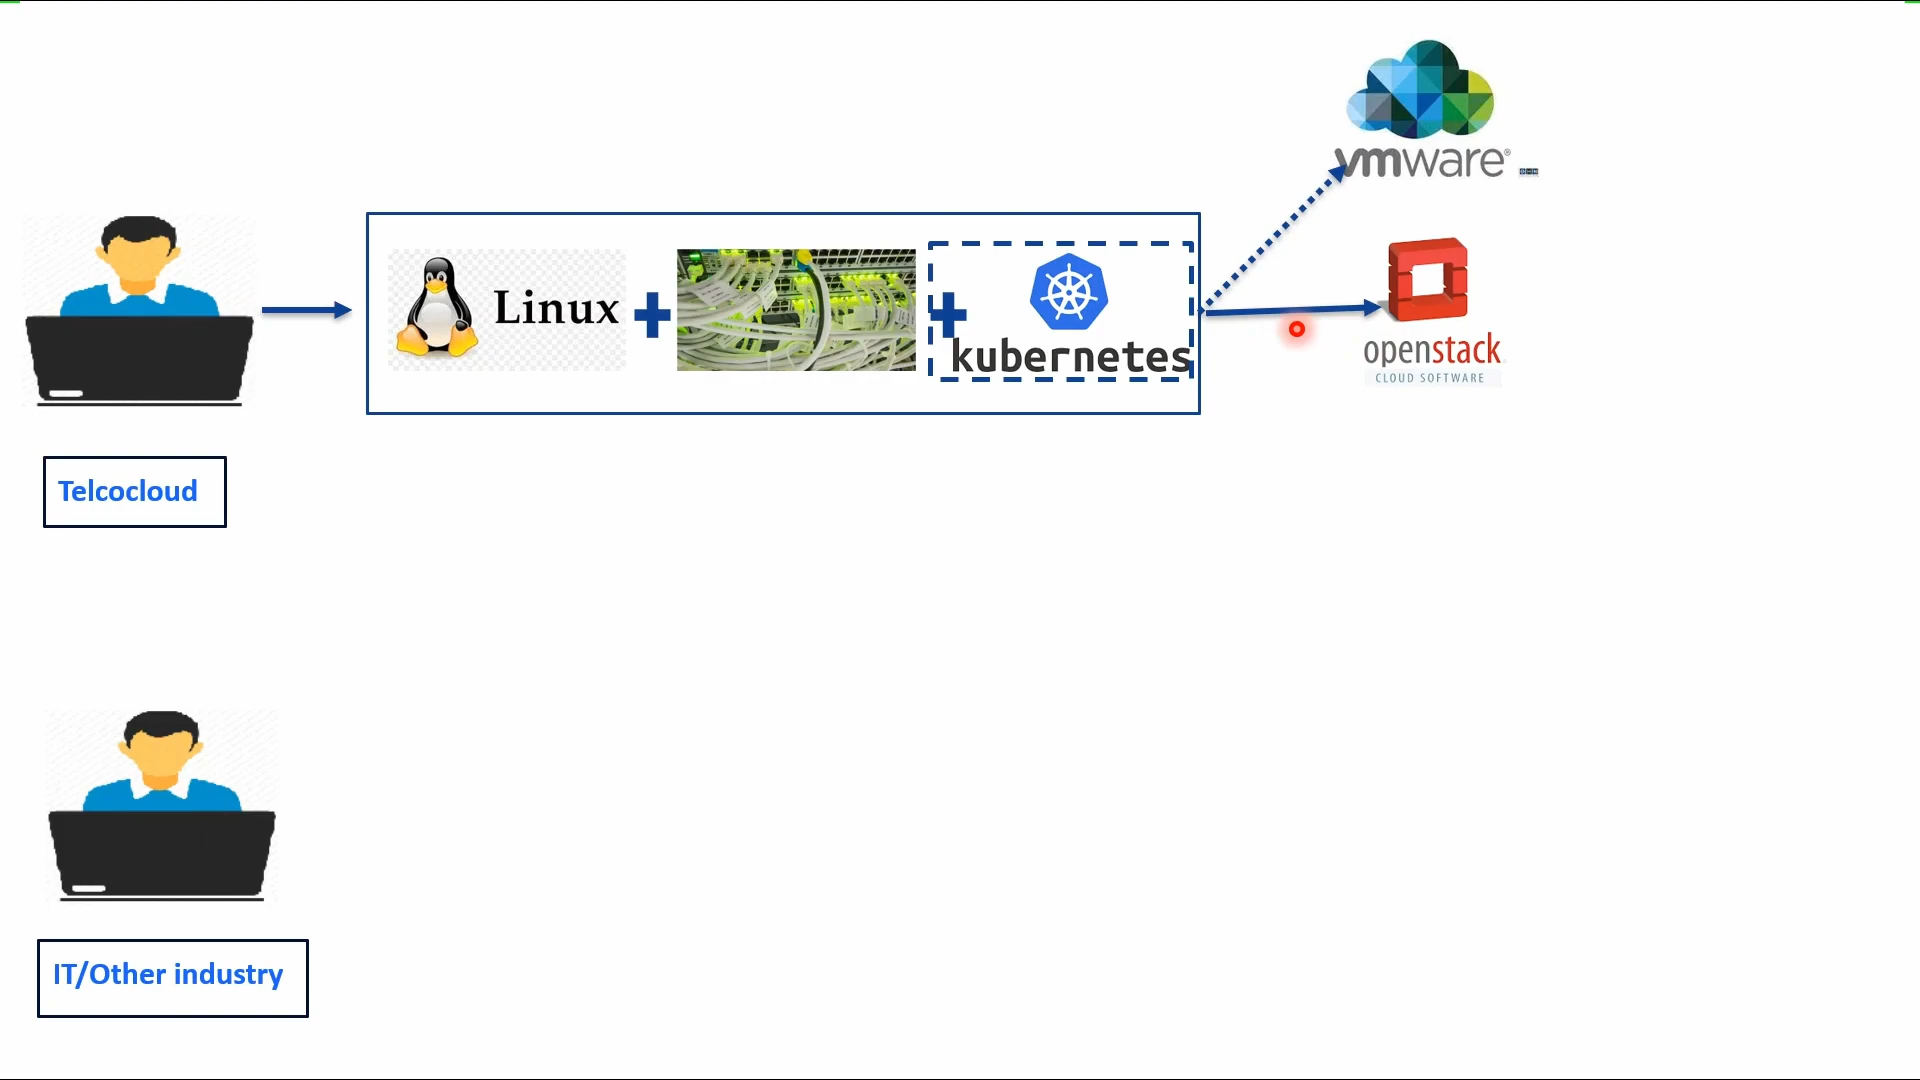 vmware®
Linux
kubernetes
openstack
CLOUD SOFTWARE
Telcocloud
IT/Other industry